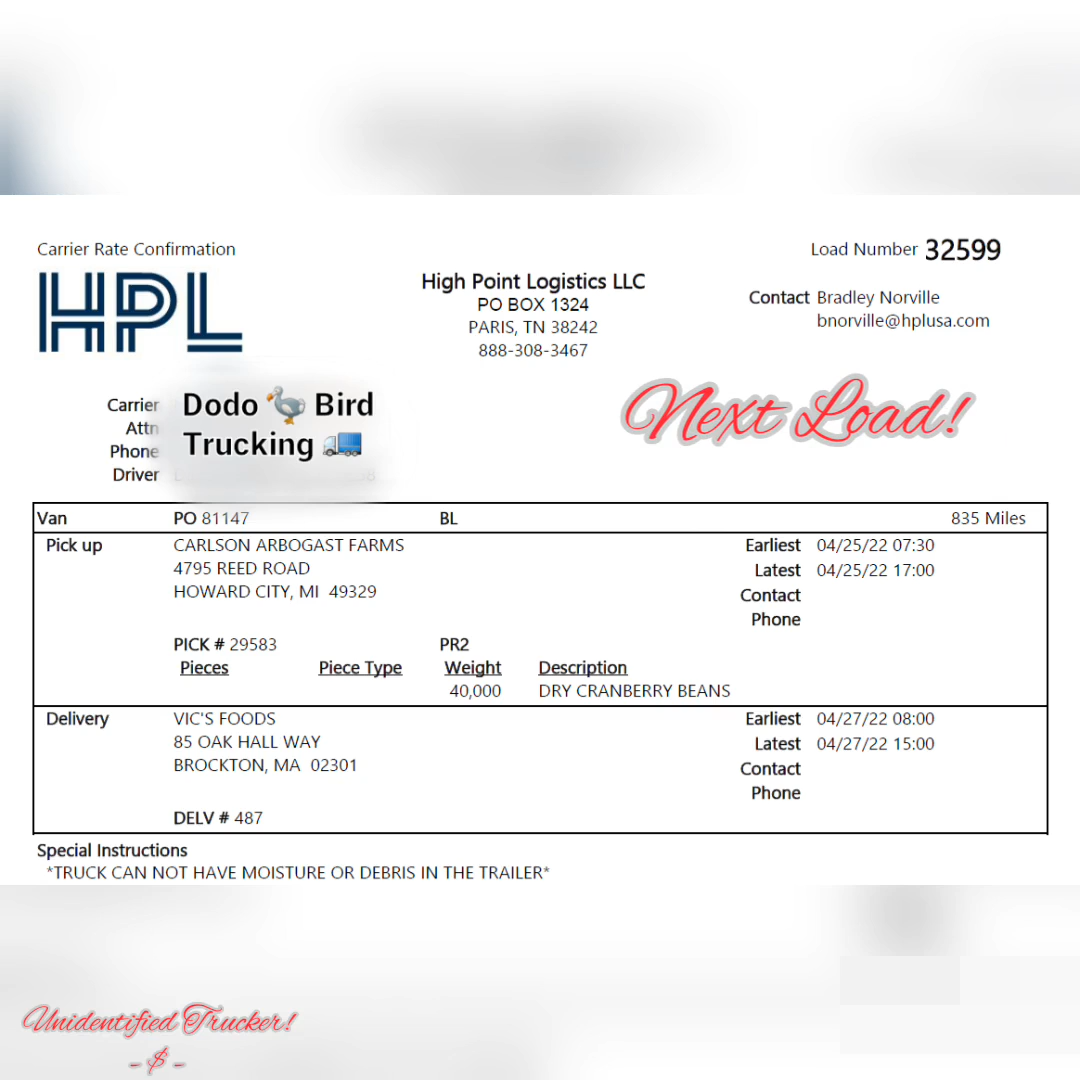 Carrier Rate Confirmation
Load Number 32599
HPL
High Point Logistics LLC
PO BOX 1324
PARIS, TN 38242
888-308-3467
Contact Bradley Norville
bnorville@hplusa.com
Carrier
Attn
Phone
Driver
Dodo 🦤 Bird
Trucking 🚛
Next Load!
Van PO 81147 BL 835 Miles
Pick up CARLSON ARBOGAST FARMS Earliest 04/25/22 07:30
4795 REED ROAD Latest 04/25/22 17:00
HOWARD CITY, MI 49329 Contact
Phone
PICK # 29583 PR2
Pieces Piece Type Weight Description
40,000 DRY CRANBERRY BEANS
Delivery VIC'S FOODS Earliest 04/27/22 08:00
85 OAK HALL WAY Latest 04/27/22 15:00
BROCKTON, MA 02301 Contact
Phone
DELV # 487
Special Instructions
*TRUCK CAN NOT HAVE MOISTURE OR DEBRIS IN THE TRAILER*
Unidentified Trucker!
- $ -